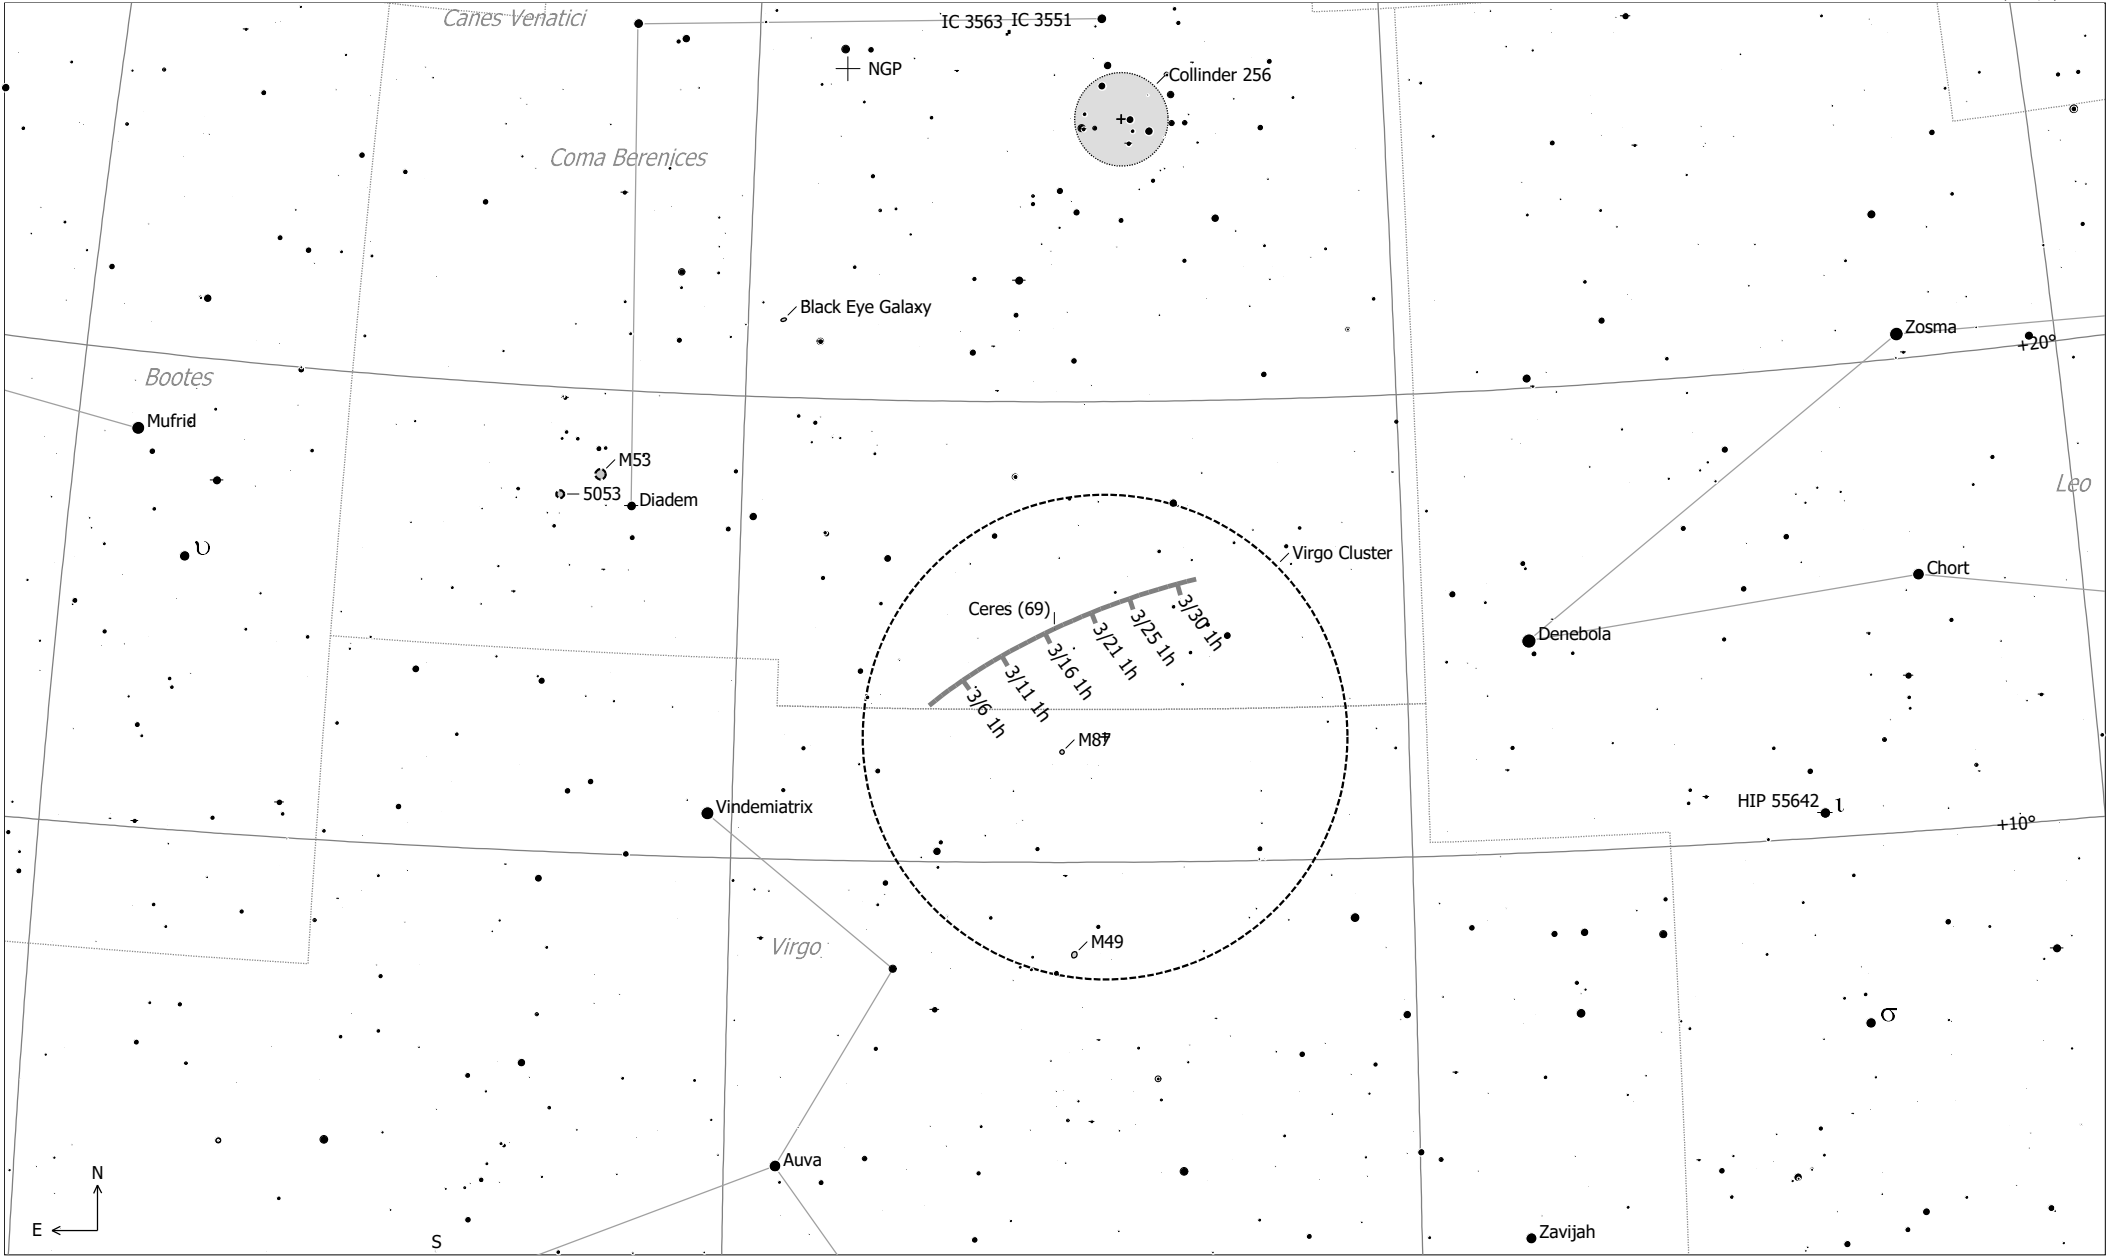 Canes Venatici
IC 3563
IC 3551
NGP
Collinder 256
Coma Berenices
Black Eye Galaxy
Zosma
+20°
Bootes
Mufrid
M53
5053
Diadem
Leo
υ
Virgo Cluster
Chort
Ceres (69)
3/30 1h
3/25 1h
3/21 1h
3/16 1h
3/11 1h
3/6 1h
Denebola
M87
Vindemiatrix
HIP 55642
ι
+10°
Virgo
M49
σ
Auva
N
E
S
Zavijah